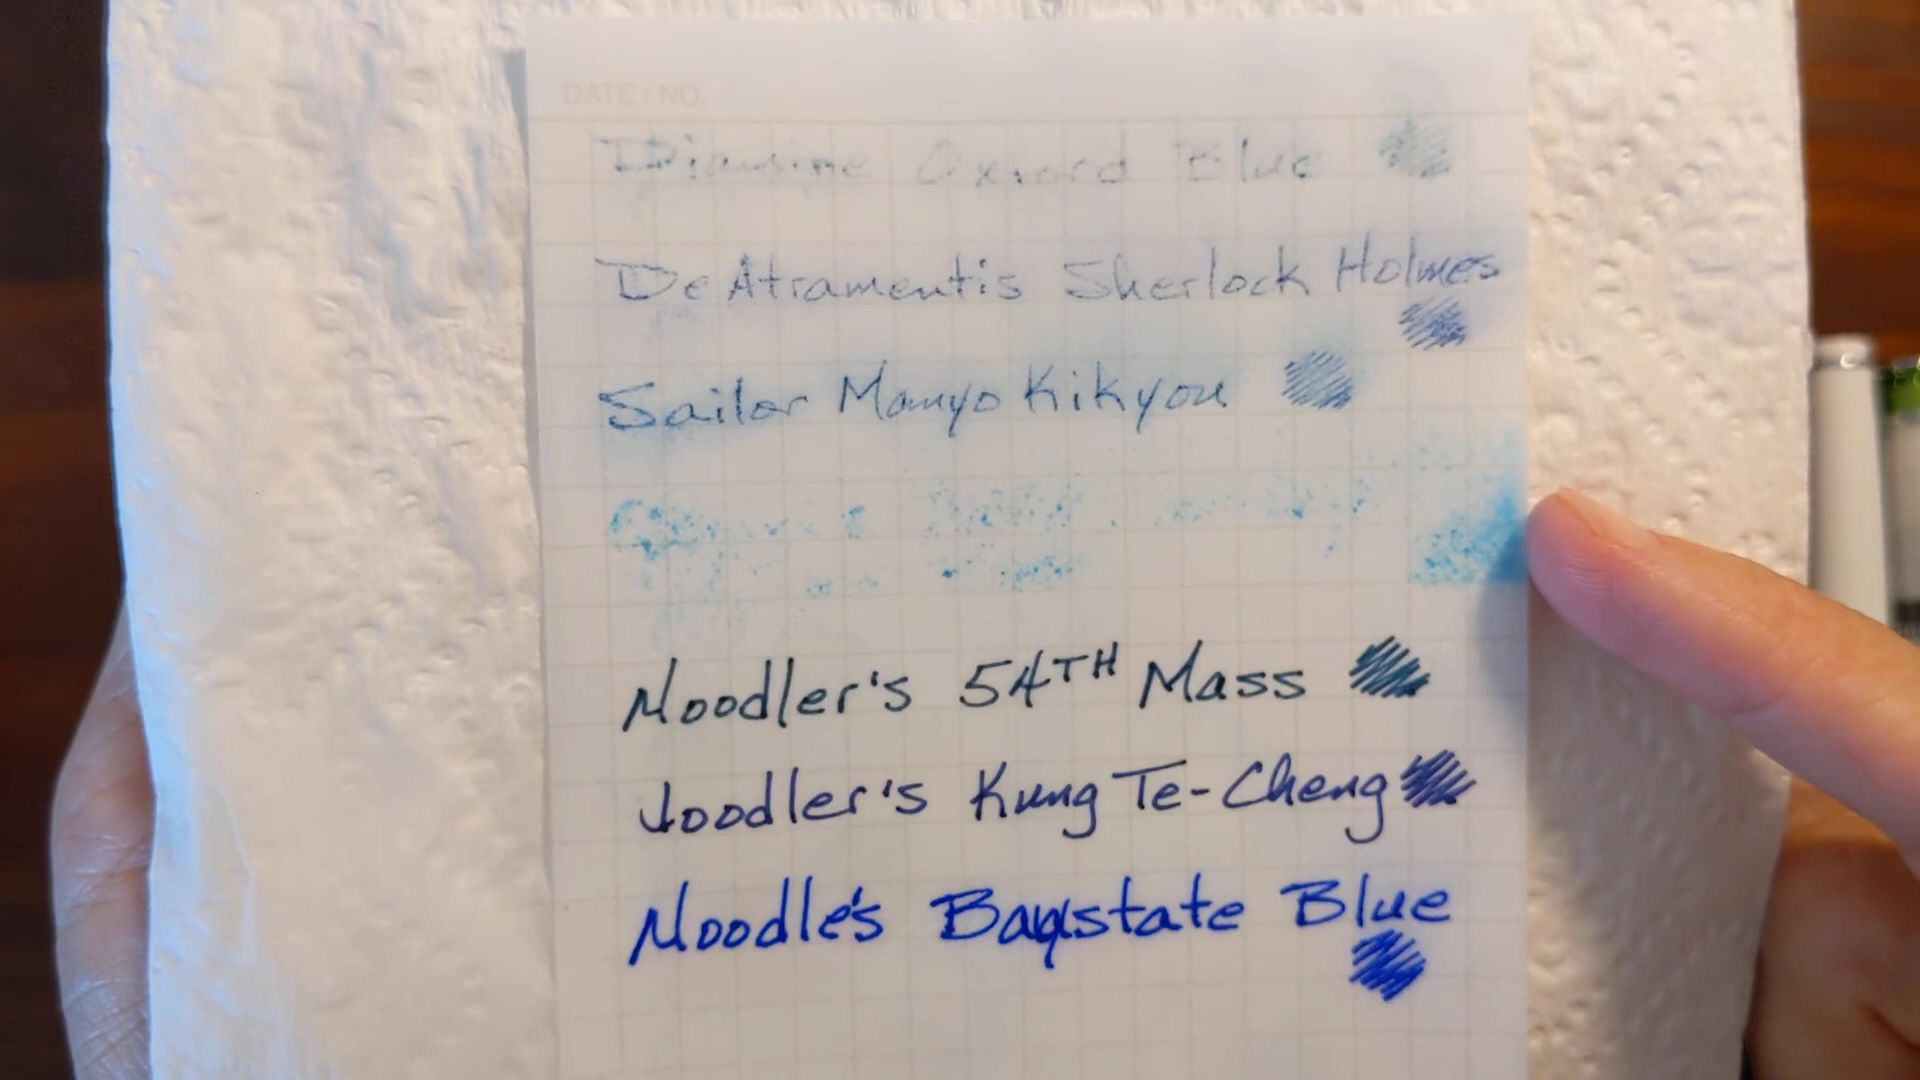 DATE / NO.
Diamine Oxford Blue
De Atramentis Sherlock Holmes
Sailor Manyo Kikyou
Noodler's 54TH Mass
Noodler's Kung Te-Cheng
Noodle's Baystate Blue